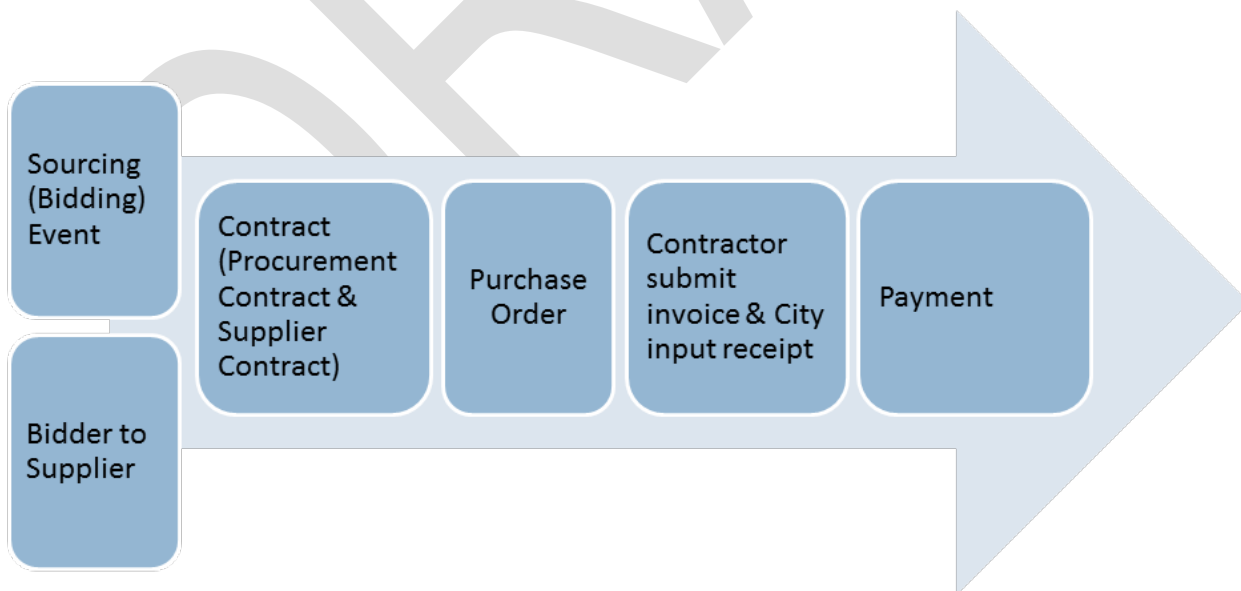 Sourcing
(Bidding)
Event
Bidder to
Supplier
Contract
(Procurement
Contract &
Supplier
Contract)
Purchase
Order
Contractor
submit
invoice & City
input receipt
Payment